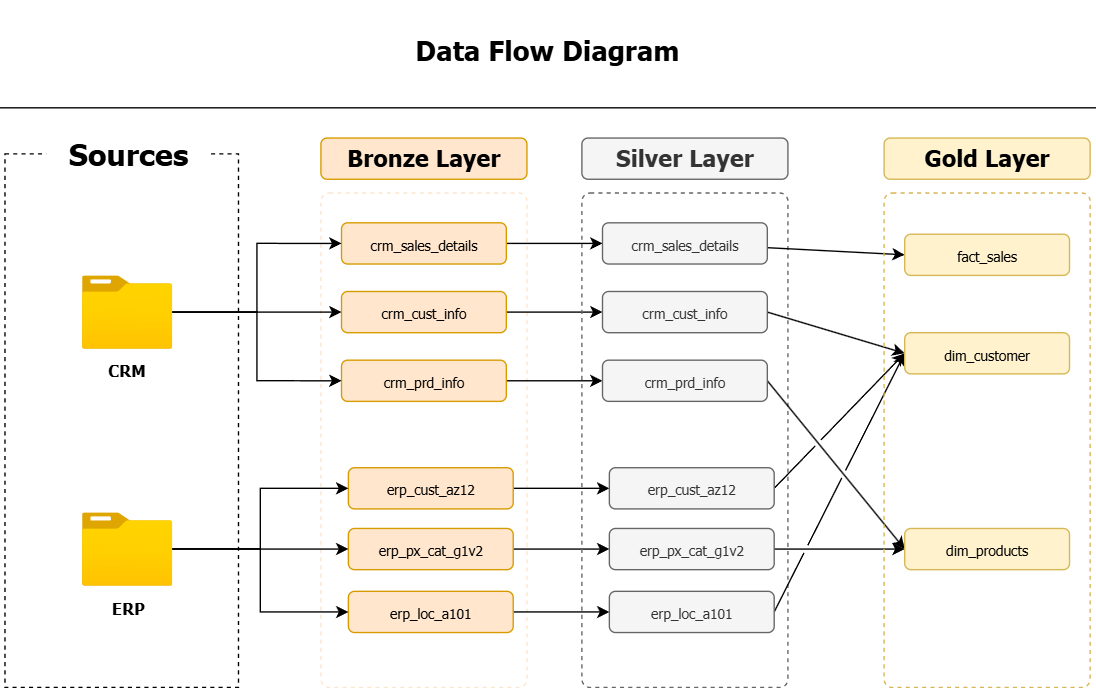 Data Flow Diagram
Sources
Bronze Layer
Silver Layer
Gold Layer
crm_sales_details
crm_sales_details
fact_sales
crm_cust_info
crm_cust_info
dim_customer
CRM
crm_prd_info
crm_prd_info
erp_cust_az12
erp_cust_az12
erp_px_cat_g1v2
erp_px_cat_g1v2
dim_products
ERP
erp_loc_a101
erp_loc_a101